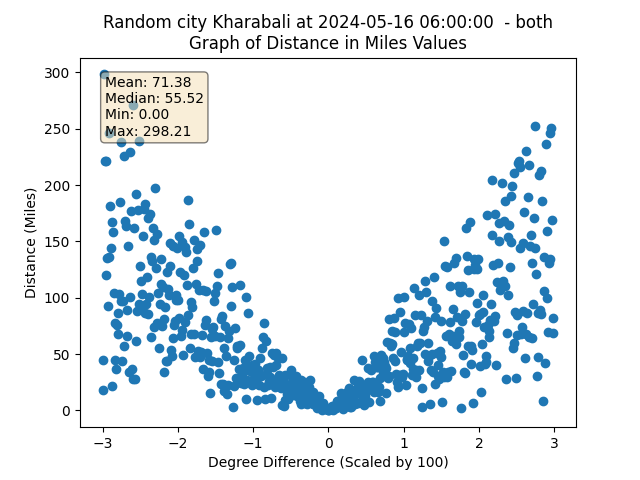 Random city Kharabali at 2024-05-16 06:00:00  - both
Graph of Distance in Miles Values
Mean: 71.38
Median: 55.52
Min: 0.00
Max: 298.21
Distance (Miles)
300
250
200
150
100
50
0
−3 −2 −1 0 1 2 3
Degree Difference (Scaled by 100)